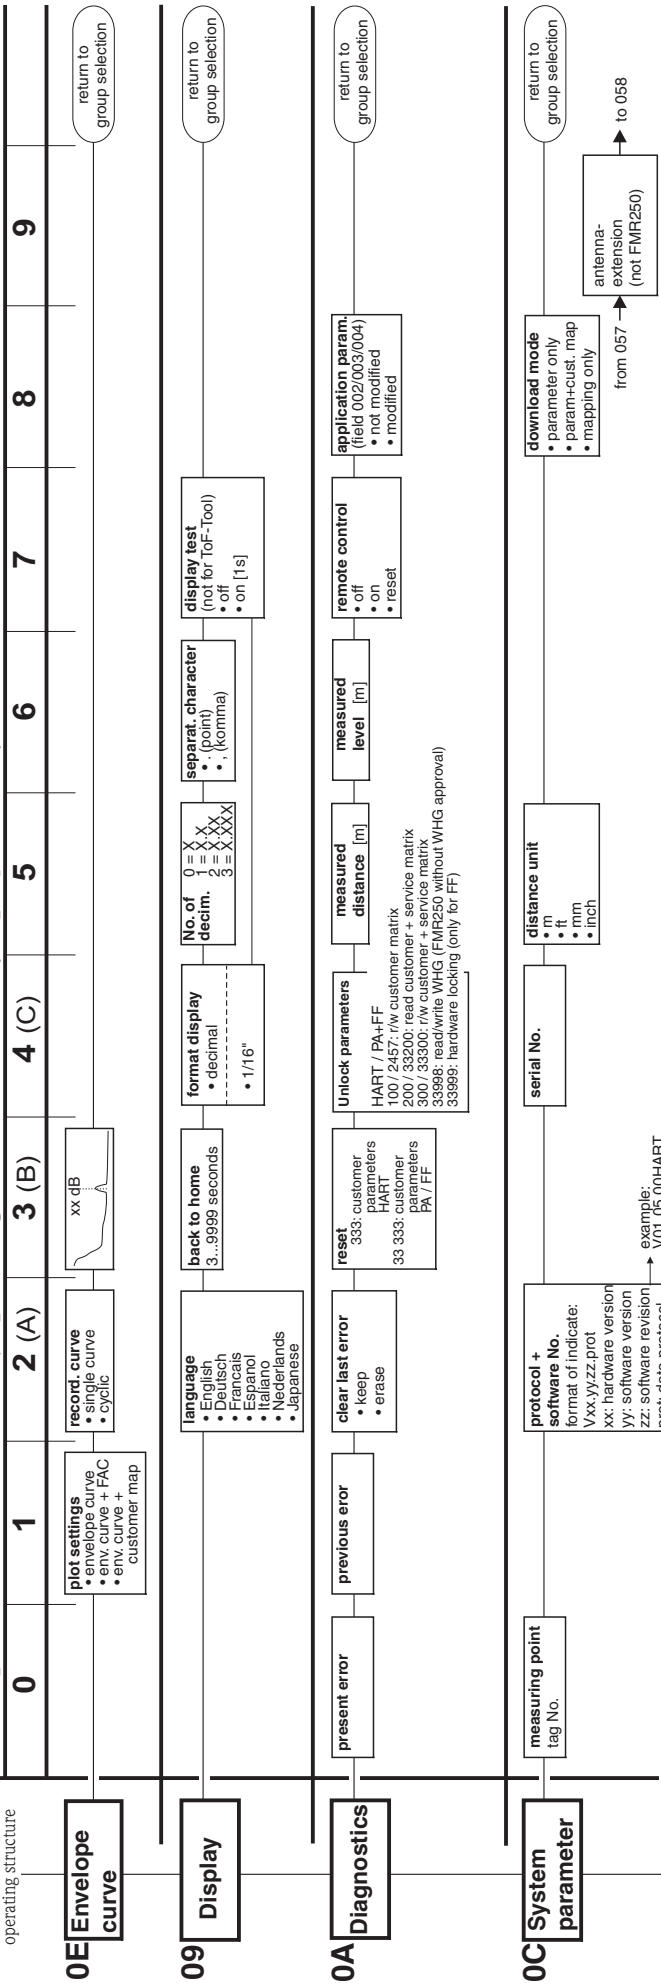 operating structure
0
1
2 (A)
3 (B)
4 (C)
5
6
7
8
9
0E Envelope
curve
plot settings
• envelope curve
• env. curve + FAC
• env. curve +
customer map
record. curve
• single curve
• cyclic
xx dB
return to
group selection
09 Display
language
• English
• Deutsch
• Francais
• Espanol
• Italiano
• Nederlands
• Japanese
back to home
3...9999 seconds
format display
• decimal
• 1/16"
No. of
decim.
0 = X
1 = X.X
2 = X.XX
3 = X.XXX
separat. character
• . (point)
• , (komma)
display test
(not for ToF-Tool)
• off
• on [1s]
return to
group selection
0A Diagnostics
present error
previous eror
clear last error
• keep
• erase
reset
333: customer
parameters
HART
33 333: customer
parameters
PA / FF
Unlock parameters
HART / PA+FF
100 / 2457: r/w customer matrix
200 / 33200: read customer + service matrix
300 / 33300: r/w customer + service matrix
33998: read/write WHG (FMR250 without WHG approval)
33999: hardware locking (only for FF)
measured
distance [m]
measured
level [m]
remote control
• off
• on
• reset
application param.
(field 002/003/004)
• not modified
• modified
return to
group selection
0C System
parameter
measuring point
tag No.
protocol +
software No.
format of indicate:
Vxx.yy.zz.prot
xx: hardware version
yy: software version
zz: software revision
prot: data protocol
example:
V01.05.00HART
serial No.
distance unit
• m
• ft
• mm
• inch
download mode
• parameter only
• param+cust. map
• mapping only
return to
group selection
from 057
antenna-
extension
(not FMR250)
to 058